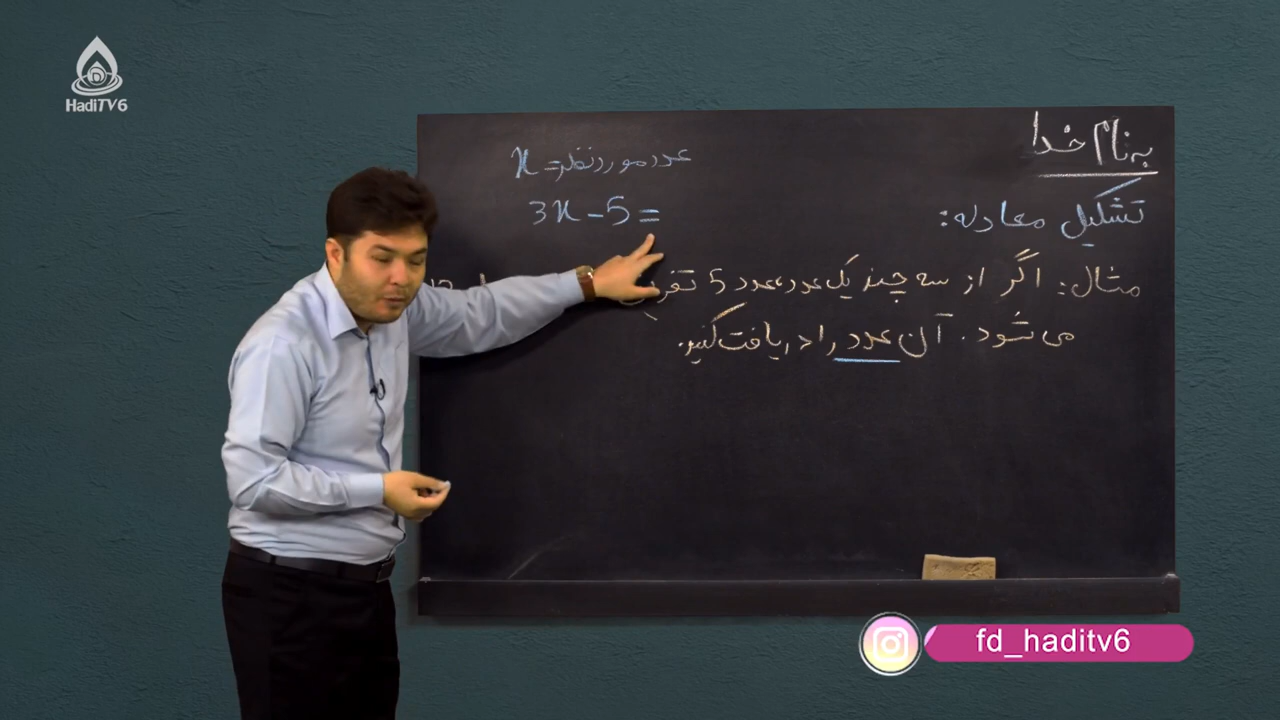 HadiTV6
به نام خدا
تشکیل معادله:
عدد مورد نظر = x
3x - 5 =
مثال: اگر از سه چند یک عدد، عدد 5
می شود. آن عدد را دریافت کنید.
fd_haditv6